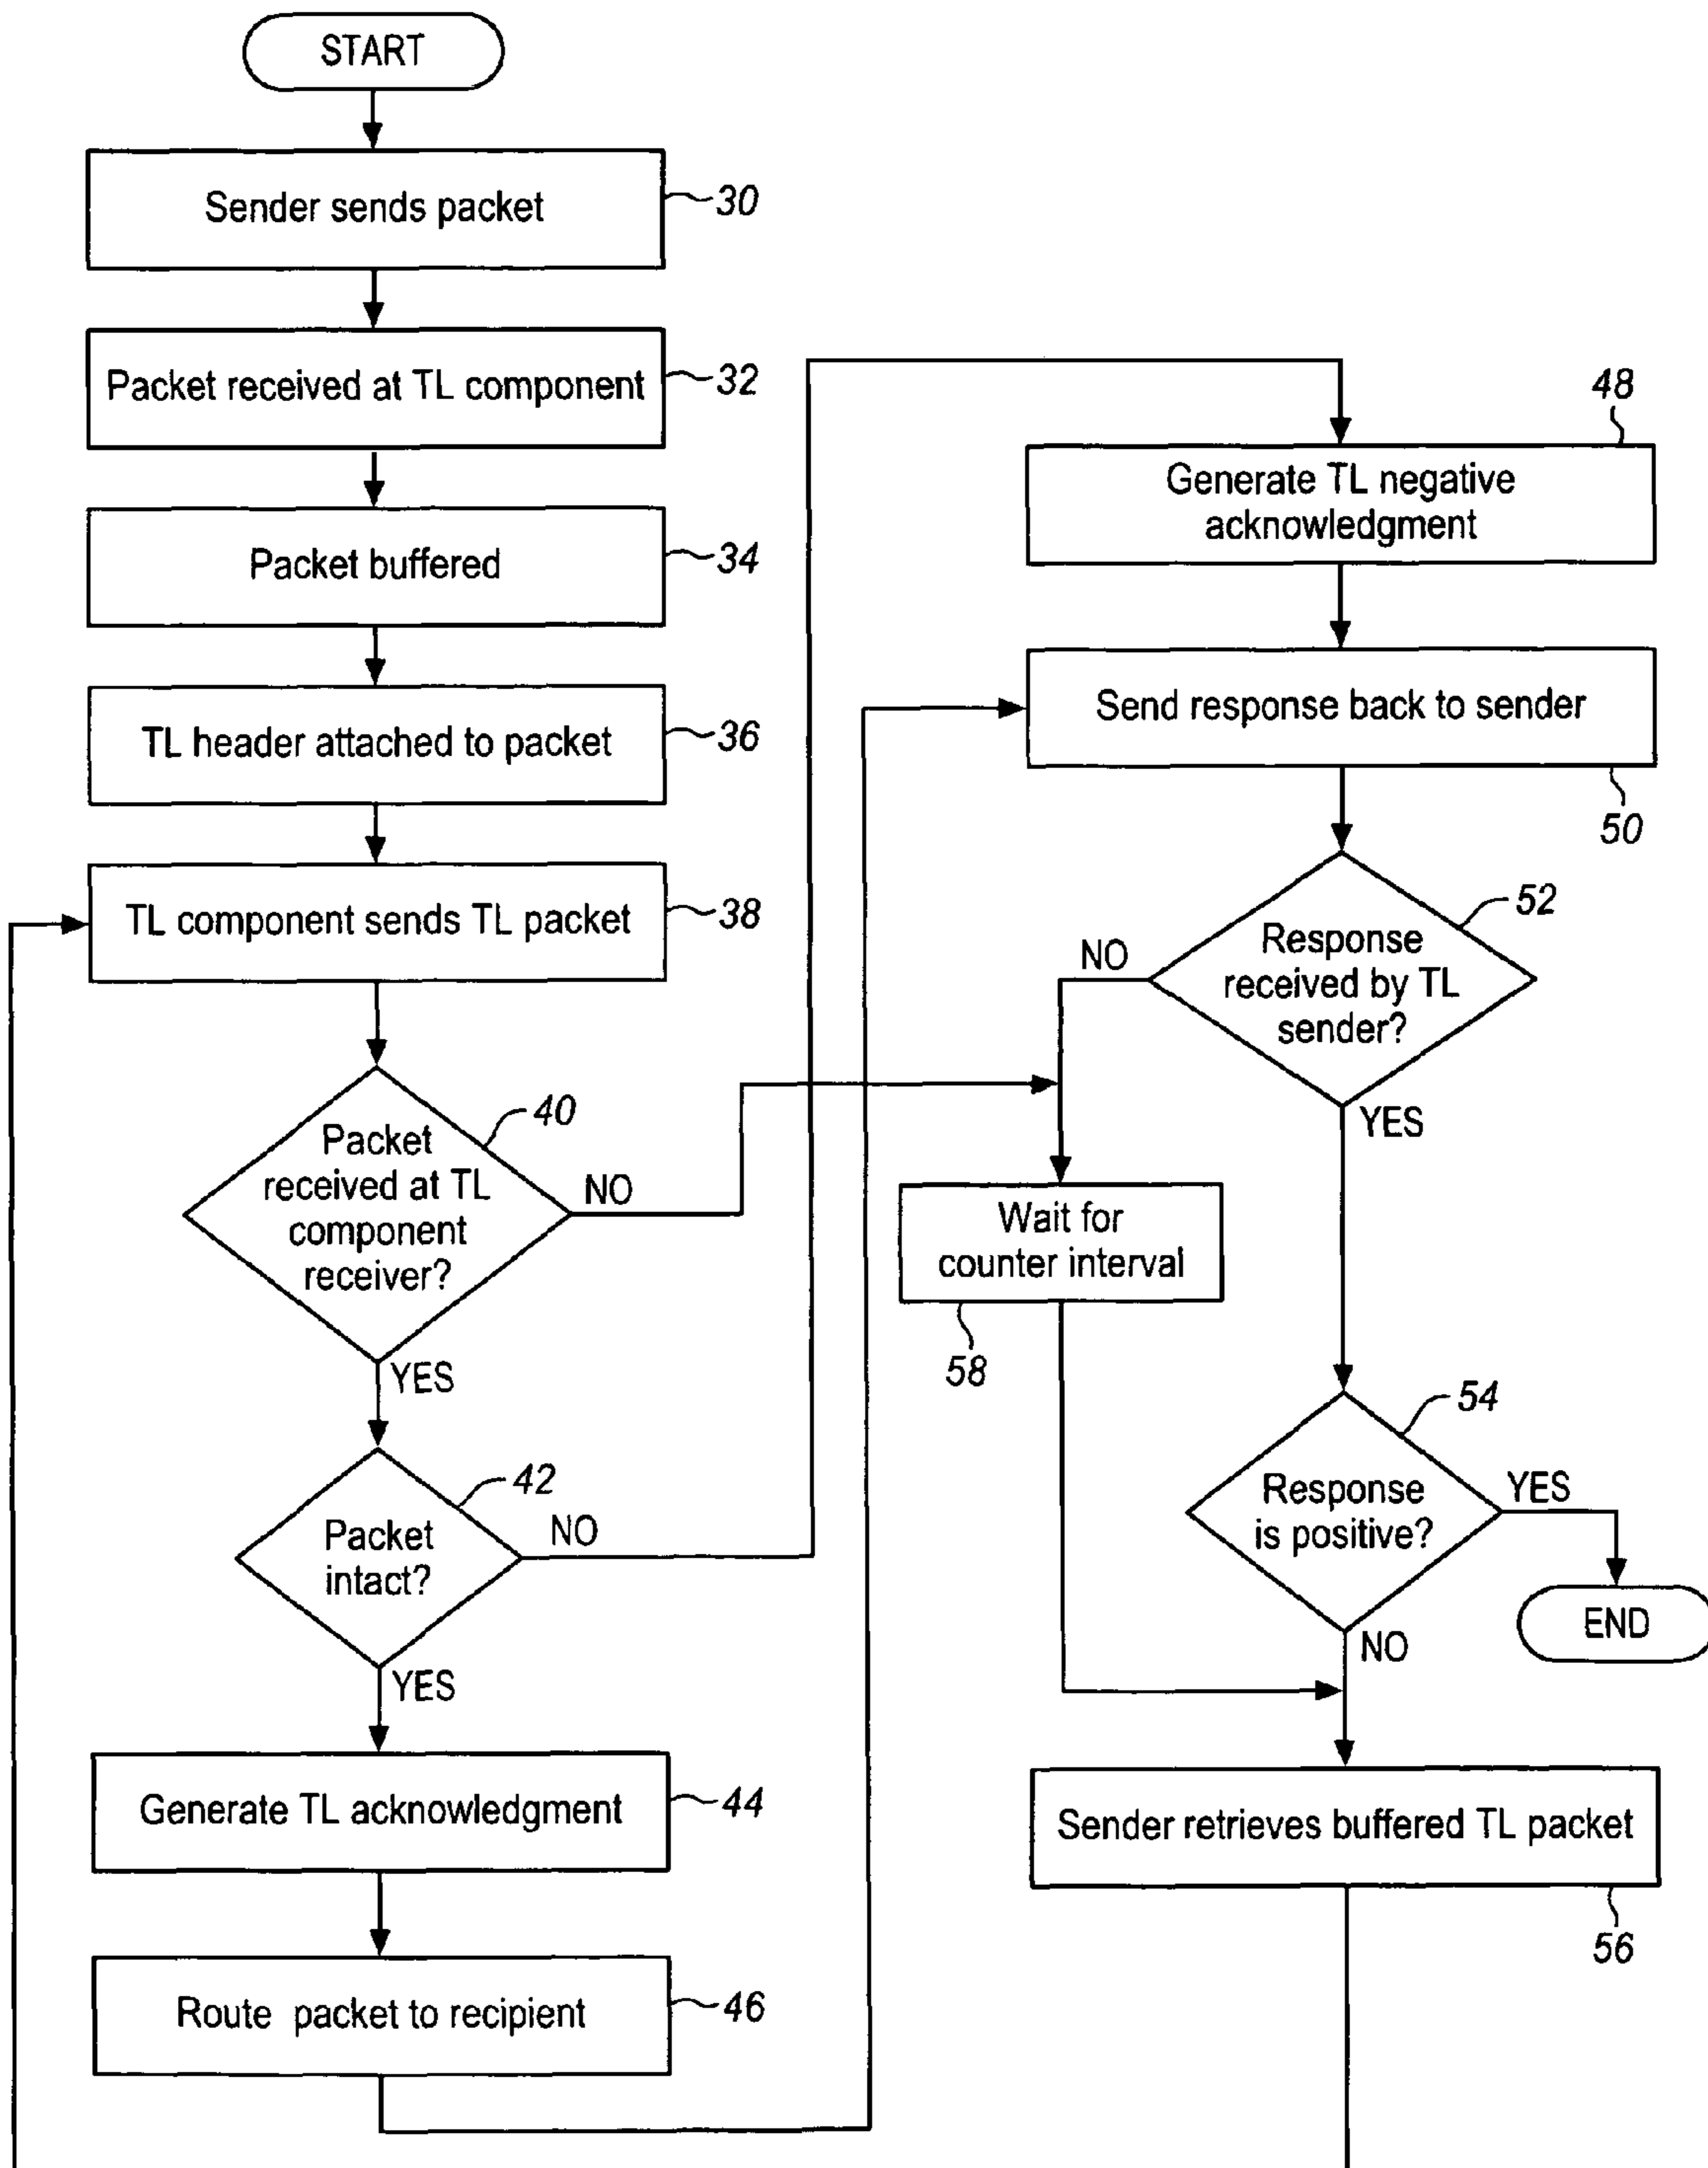 START
Sender sends packet
30
Packet received at TL component
32
Packet buffered
34
TL header attached to packet
36
TL component sends TL packet
38
Packet
received at TL
component
receiver?
40
NO
YES
Packet
intact?
42
NO
YES
Generate TL acknowledgment
44
Route packet to recipient
46
48
Generate TL negative
acknowledgment
Send response back to sender
50
Response
received by TL
sender?
52
NO
YES
Wait for
counter interval
58
Response
is positive?
54
YES
END
NO
Sender retrieves buffered TL packet
56